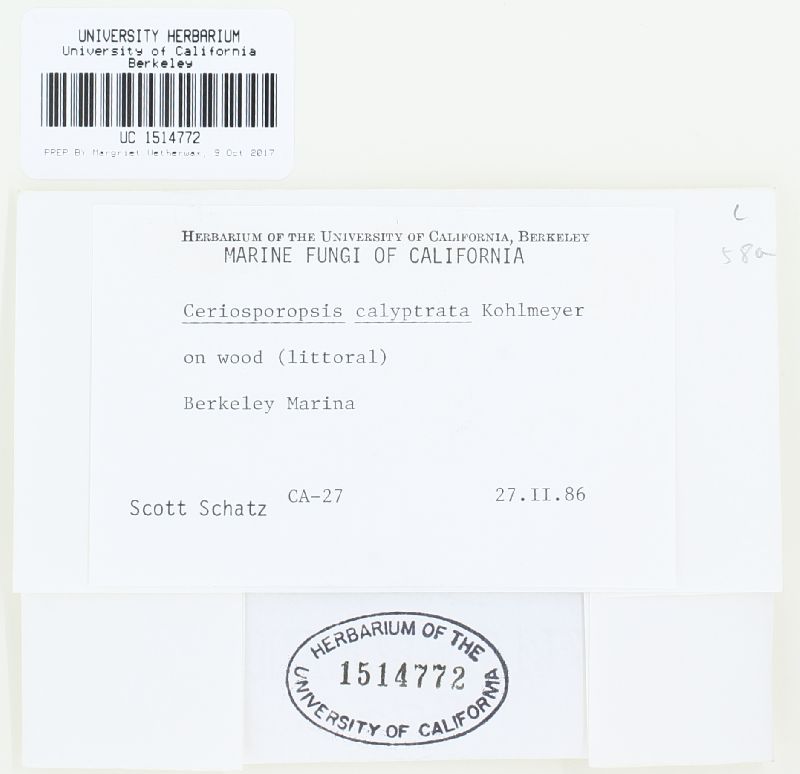 UNIVERSITY HERBARIUM
University of California
Berkeley
UC 1514772
PREP BY Margriet Wetherwax, 9 Oct 2017
L
58a
HERBARIUM OF THE UNIVERSITY OF CALIFORNIA, BERKELEY
MARINE FUNGI OF CALIFORNIA
Ceriosporopsis calyptrata Kohlmeyer
on wood (littoral)
Berkeley Marina
Scott Schatz CA-27 27.II.86
HERBARIUM OF THE
1514772
UNIVERSITY OF CALIFORNIA